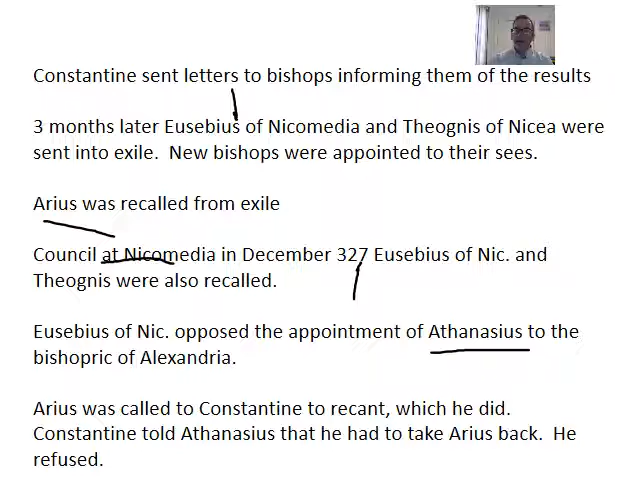 Constantine sent letters to bishops informing them of the results
3 months later Eusebius of Nicomedia and Theognis of Nicea were
sent into exile.  New bishops were appointed to their sees.
Arius was recalled from exile
Council at Nicomedia in December 327 Eusebius of Nic. and
Theognis were also recalled.
Eusebius of Nic. opposed the appointment of Athanasius to the
bishopric of Alexandria.
Arius was called to Constantine to recant, which he did.
Constantine told Athanasius that he had to take Arius back.  He
refused.